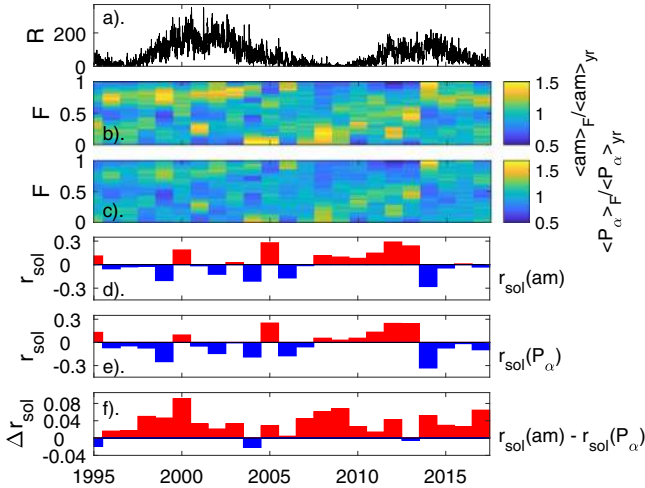 a).
R
200
0
b).
F
1
0.5
0
1.5
1
0.5
<am>F/<am>yr
c).
F
1
0.5
0
1.5
1
0.5
<Pα>F/<Pα>yr
d).
rsol
0.3
0
-0.3
rsol(am)
e).
rsol
0.3
0
-0.3
rsol(Pα)
f).
Δrsol
0.08
0.04
0
-0.04
rsol(am) - rsol(Pα)
1995 2000 2005 2010 2015